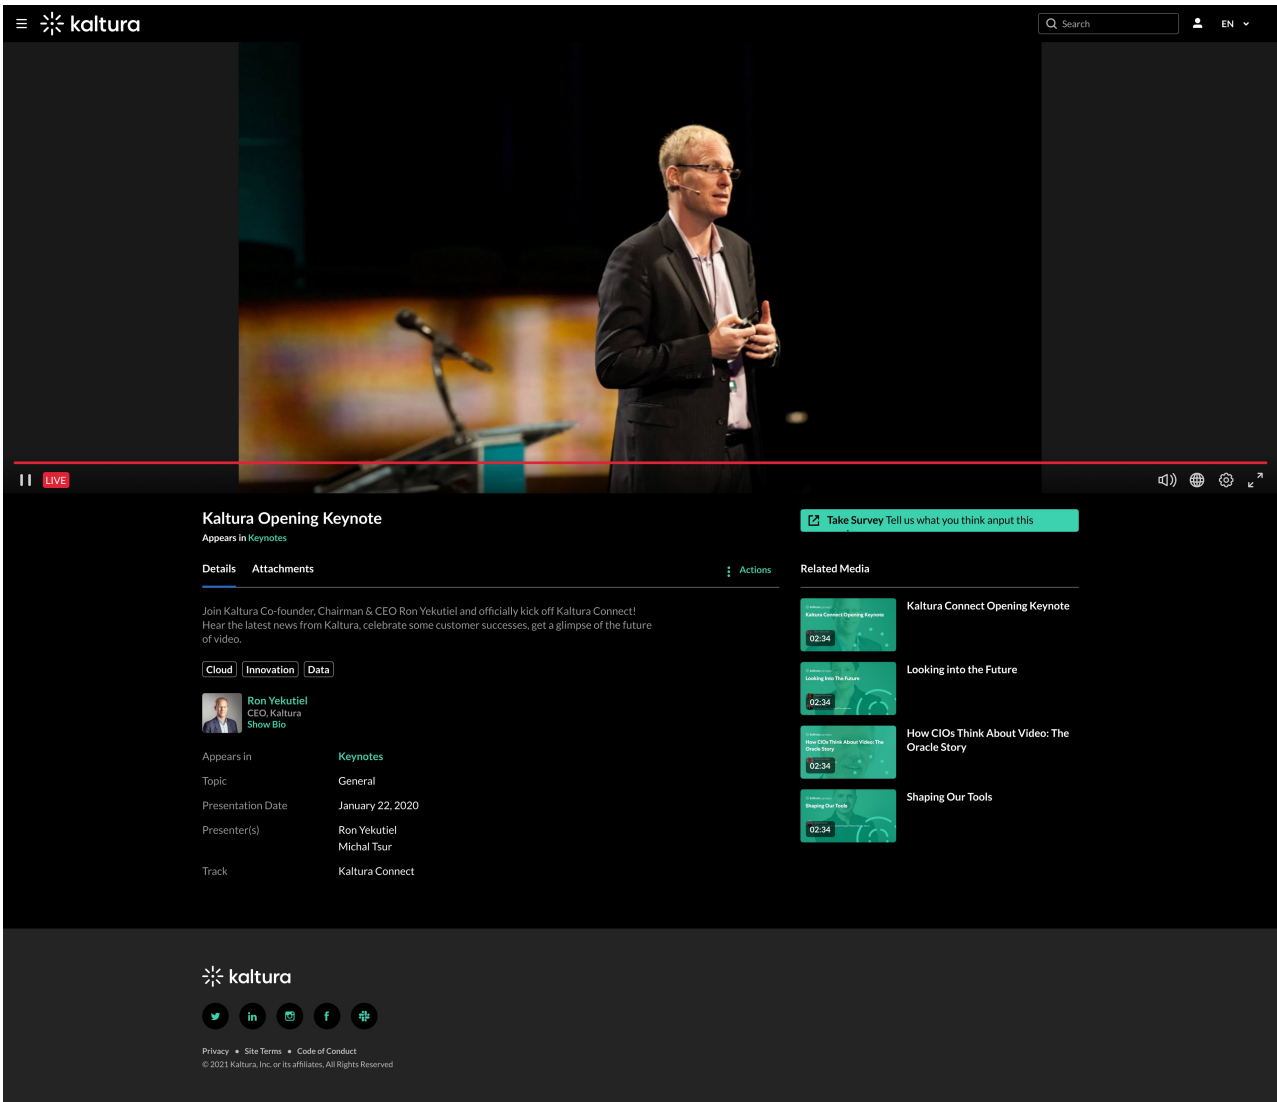 kaltura
Search
EN
LIVE
Kaltura Opening Keynote
Appears in Keynotes
Take Survey Tell us what you think anput this
Details Attachments
Actions
Related Media
Join Kaltura Co-founder, Chairman & CEO Ron Yekutiel and officially kick off Kaltura Connect!
Hear the latest news from Kaltura, celebrate some customer successes, get a glimpse of the future
of video.
Cloud Innovation Data
Ron Yekutiel
CEO, Kaltura
Show Bio
Appears in Keynotes
Topic General
Presentation Date January 22, 2020
Presenter(s) Ron Yekutiel
Michal Tsur
Track Kaltura Connect
Kaltura Connect Opening Keynote
02:34
Kaltura Connect Opening Keynote
Looking Into The Future
02:34
Looking into the Future
How CIOs Think About Video: The
Oracle Story
02:34
How CIOs Think About Video: The
Oracle Story
Shaping Our Tools
02:34
Shaping Our Tools
kaltura
Privacy • Site Terms • Code of Conduct
© 2021 Kaltura, Inc. or its affiliates, All Rights Reserved